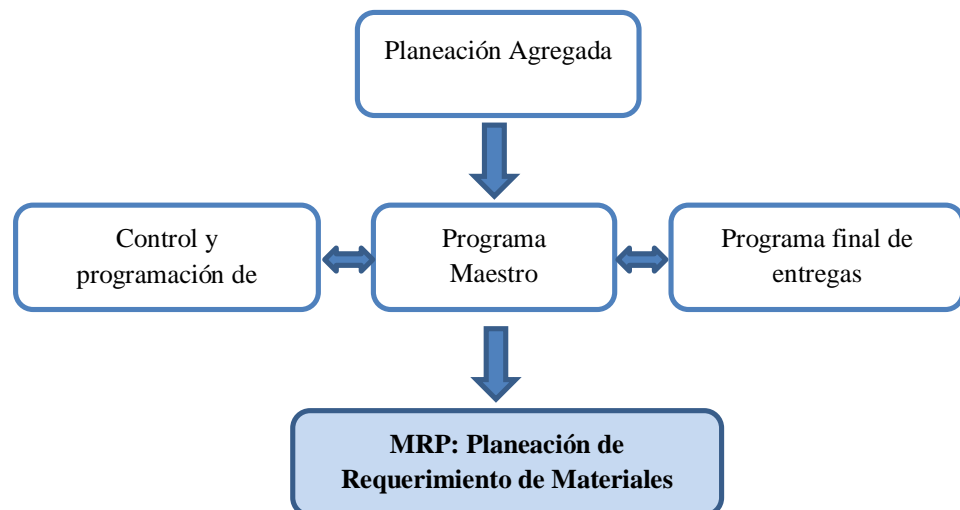 Planeación Agregada
Control y
programación de
Programa
Maestro
Programa final de
entregas
MRP: Planeación de
Requerimiento de Materiales